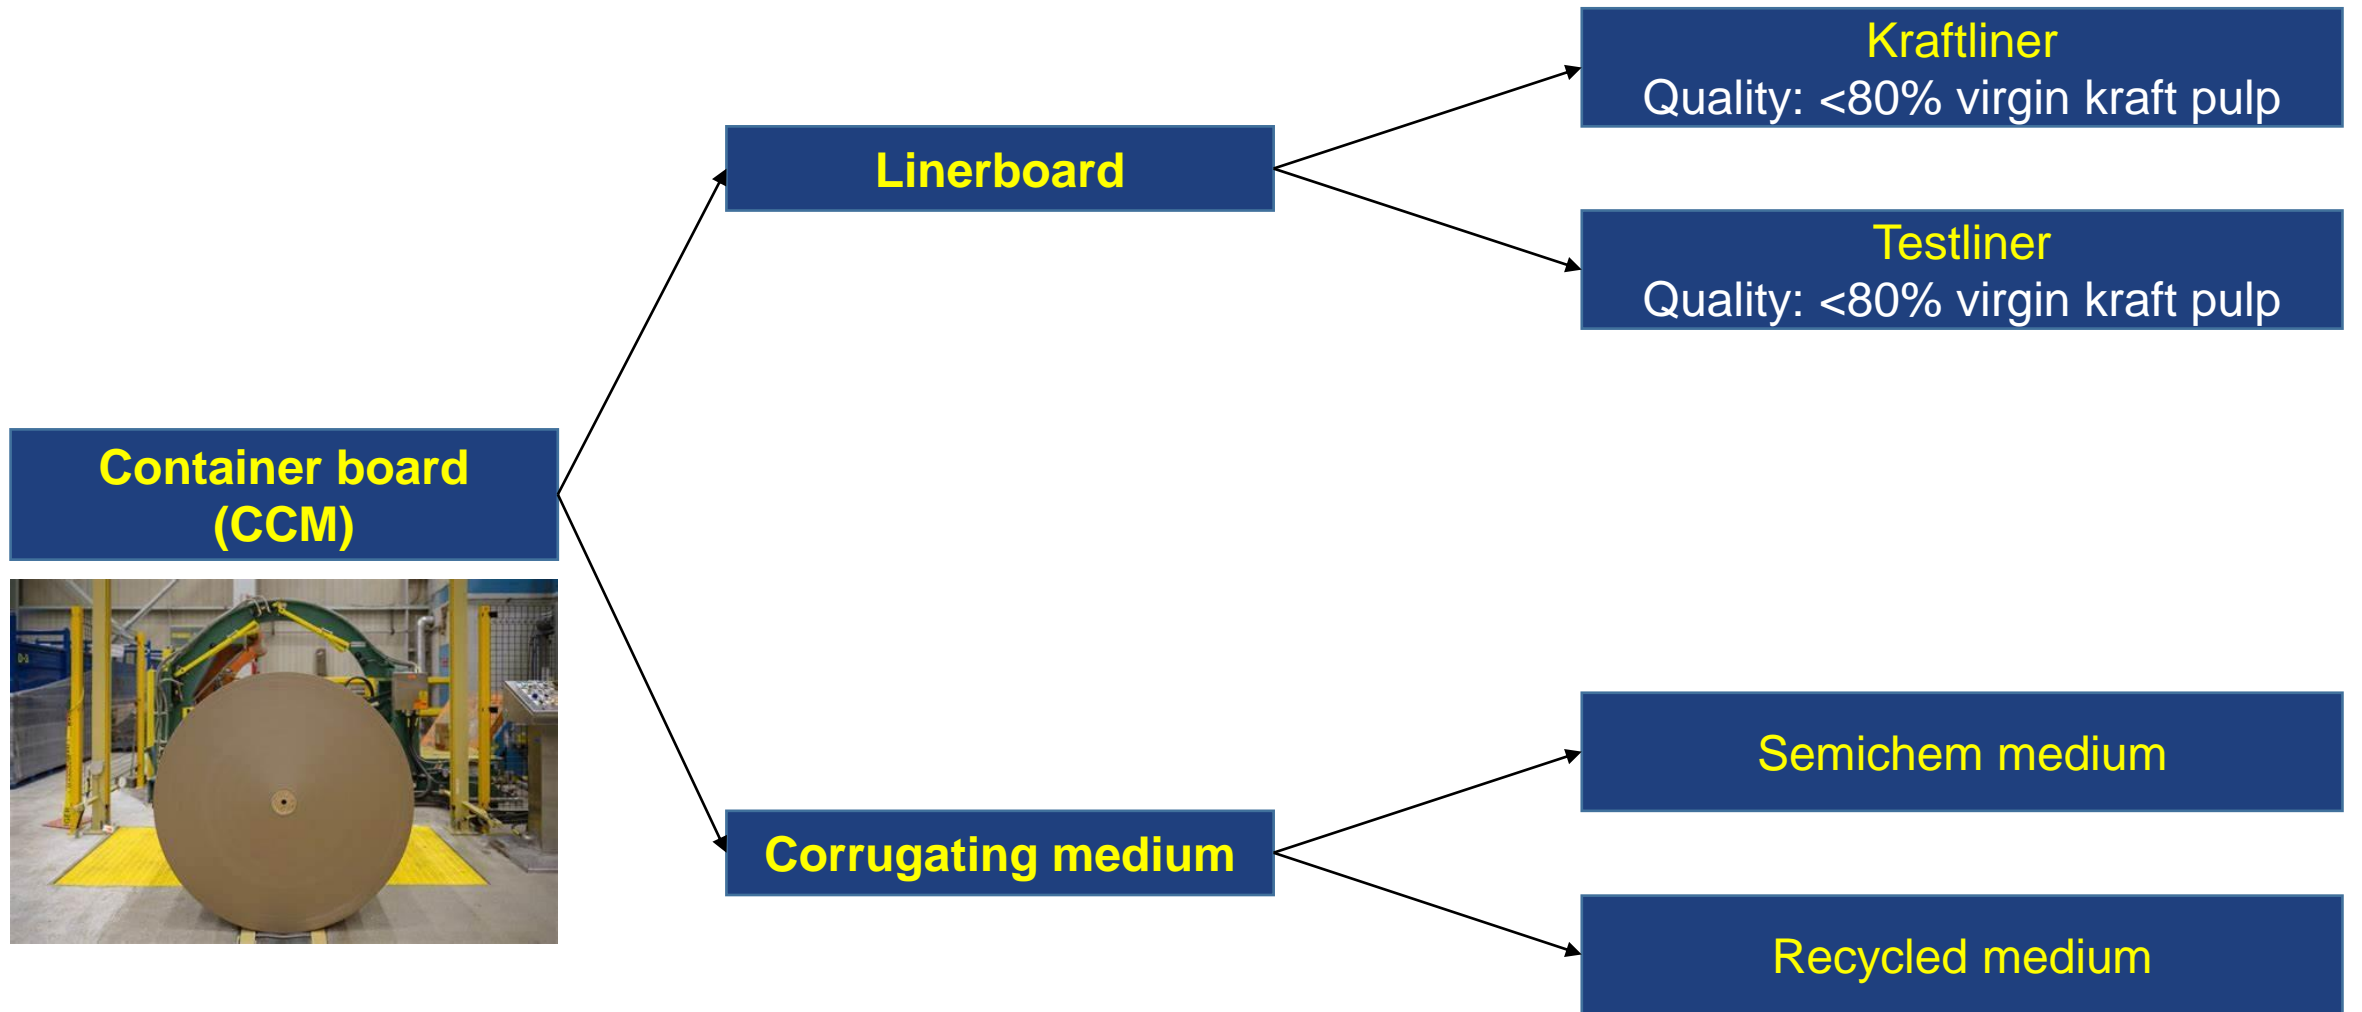 Kraftliner
Quality: <80% virgin kraft pulp
Linerboard
Testliner
Quality: <80% virgin kraft pulp
Container board
(CCM)
Semichem medium
Corrugating medium
Recycled medium